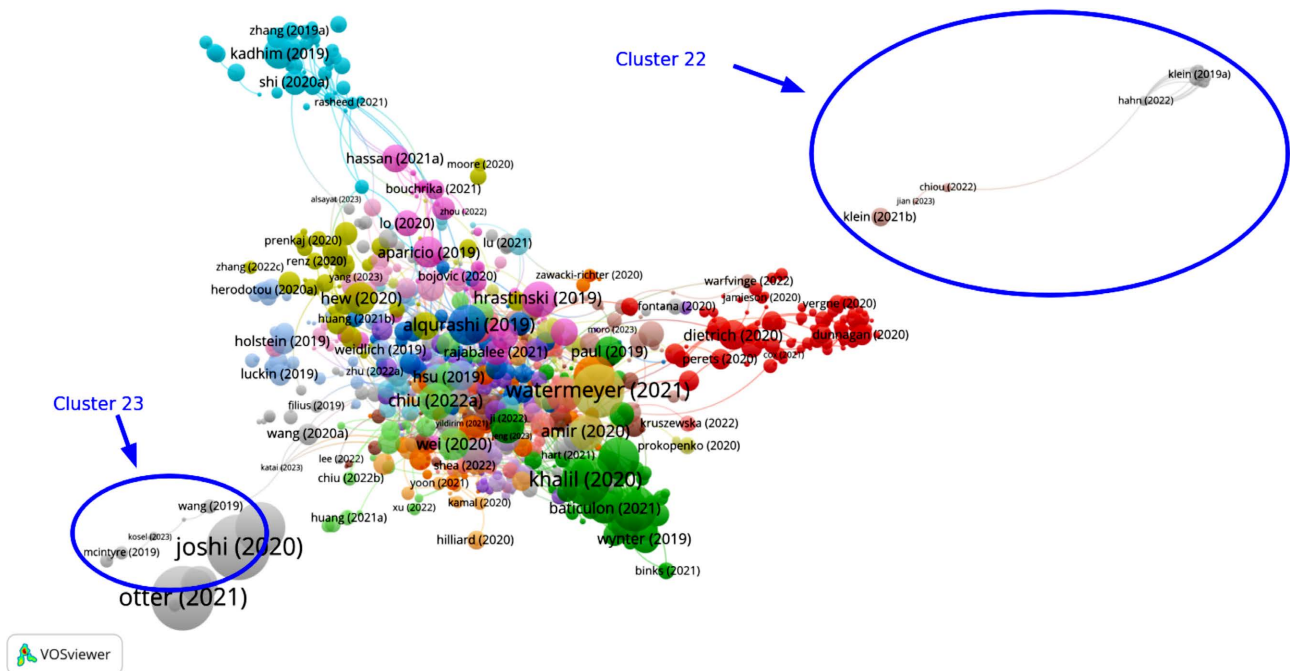 zhang (2019a)
kadhim (2019)
Cluster 22
klein (2019a)
shi (2020a)
hahn (2022)
rasheed (2021)
hassan (2021a)
moore (2020)
bouchrika (2021)
chiou (2022)
alsayat (2023)
jian (2023)
zhou (2022)
klein (2021b)
lo (2020)
prenkaj (2020)
lu (2021)
aparicio (2019)
renz (2020)
zhang (2022c)
yang (2023)
bojovic (2020)
zawacki-richter (2020)
warfvinge (2022)
herodotou (2020a)
hew (2020)
hrastinski (2019)
jamieson (2020)
vergne (2020)
fontana (2020)
huang (2021b)
alqurashi (2019)
moro (2023)
dietrich (2020)
dunnagan (2020)
holstein (2019)
weidlich (2019)
rajabalee (2021)
paul (2019)
perets (2020)
cox (2021)
luckin (2019)
zhu (2022a)
hsu (2019)
watermeyer (2021)
Cluster 23
filius (2019)
chiu (2022a)
ji (2022)
kruszewska (2022)
yildirim (2021)
wang (2020a)
wei (2020)
amir (2020)
prokopenko (2020)
hart (2021)
lee (2022)
shea (2022)
katai (2023)
chiu (2022b)
khalil (2020)
yoon (2021)
wang (2019)
xu (2022)
kamal (2020)
baticulon (2021)
huang (2021a)
kosel (2023)
hilliard (2020)
wynter (2019)
mcintyre (2019)
joshi (2020)
binks (2021)
otter (2021)
VOSviewer